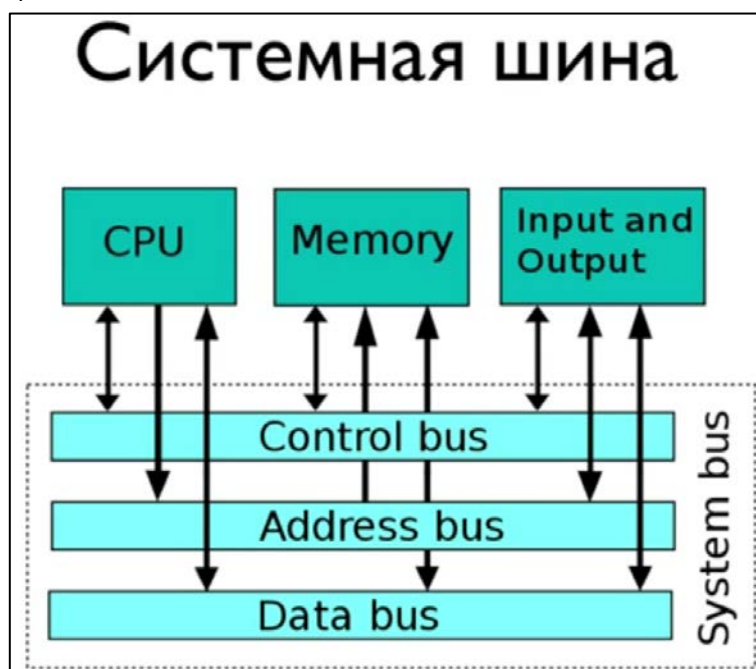 Системная шина
CPU
Memory
Input and
Output
Control bus
Address bus
Data bus
System bus